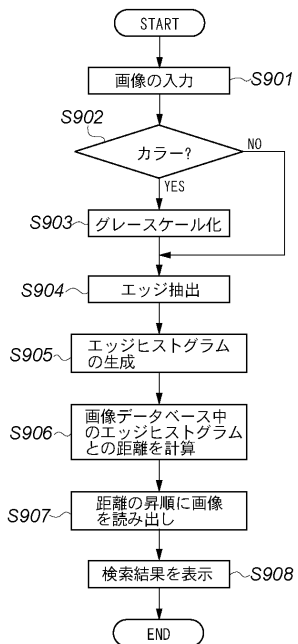 START
画像の入力
S901
S902
カラー?
NO
YES
S903
グレースケール化
S904
エッジ抽出
S905
エッジヒストグラム
の生成
S906
画像データベース中
のエッジヒストグラム
との距離を計算
S907
距離の昇順に画像
を読み出し
検索結果を表示
S908
END